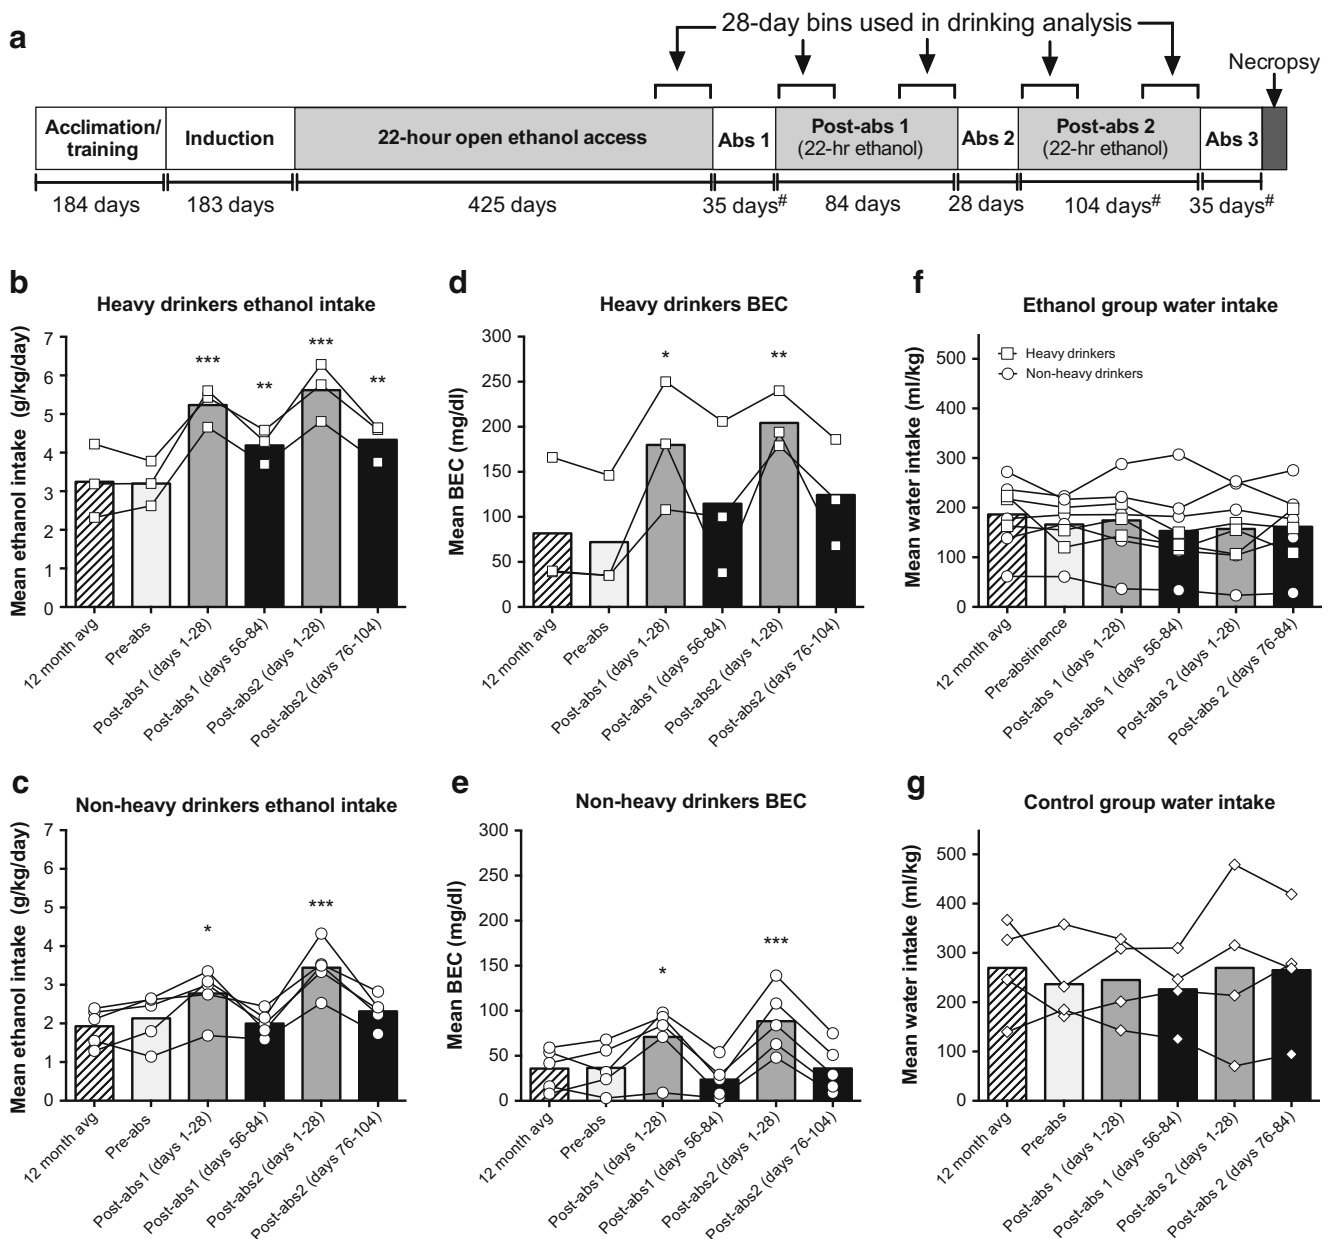 a
28-day bins used in drinking analysis
Necropsy
Acclimation/
training
Induction
22-hour open ethanol access
Abs 1
Post-abs 1
(22-hr ethanol)
Abs 2
Post-abs 2
(22-hr ethanol)
Abs 3
184 days
183 days
425 days
35 days#
84 days
28 days
104 days#
35 days#
b
Heavy drinkers ethanol intake
Mean ethanol intake (g/kg/day)
7
6
5
4
3
2
1
0
***
**
***
**
12 month avg
Pre-abs
Post-abs1 (days 1-28)
Post-abs1 (days 56-84)
Post-abs2 (days 1-28)
Post-abs2 (days 76-104)
d
Heavy drinkers BEC
Mean BEC (mg/dl)
300
250
200
150
100
50
0
*
**
12 month avg
Pre-abs
Post-abs1 (days 1-28)
Post-abs1 (days 56-84)
Post-abs2 (days 1-28)
Post-abs2 (days 76-104)
f
Ethanol group water intake
Mean water intake (ml/kg)
500
400
300
200
100
0
Heavy drinkers
Non-heavy drinkers
12 month avg
Pre-abstinence
Post-abs 1 (days 1-28)
Post-abs 1 (days 56-84)
Post-abs 2 (days 1-28)
Post-abs 2 (days 76-84)
c
Non-heavy drinkers ethanol intake
Mean ethanol intake (g/kg/day)
7
6
5
4
3
2
1
0
*
***
12 month avg
Pre-abs
Post-abs1 (days 1-28)
Post-abs1 (days 56-84)
Post-abs2 (days 1-28)
Post-abs2 (days 76-104)
e
Non-heavy drinkers BEC
Mean BEC (mg/dl)
300
200
150
100
50
0
*
***
12 month avg
Pre-abs
Post-abs1 (days 1-28)
Post-abs1 (days 56-84)
Post-abs2 (days 1-28)
Post-abs2 (days 76-104)
g
Control group water intake
Mean water intake (ml/kg)
500
400
300
200
100
0
12 month avg
Pre-abs
Post-abs 1 (days 1-28)
Post-abs 1 (days 56-84)
Post-abs 2 (days 1-28)
Post-abs 2 (days 76-84)